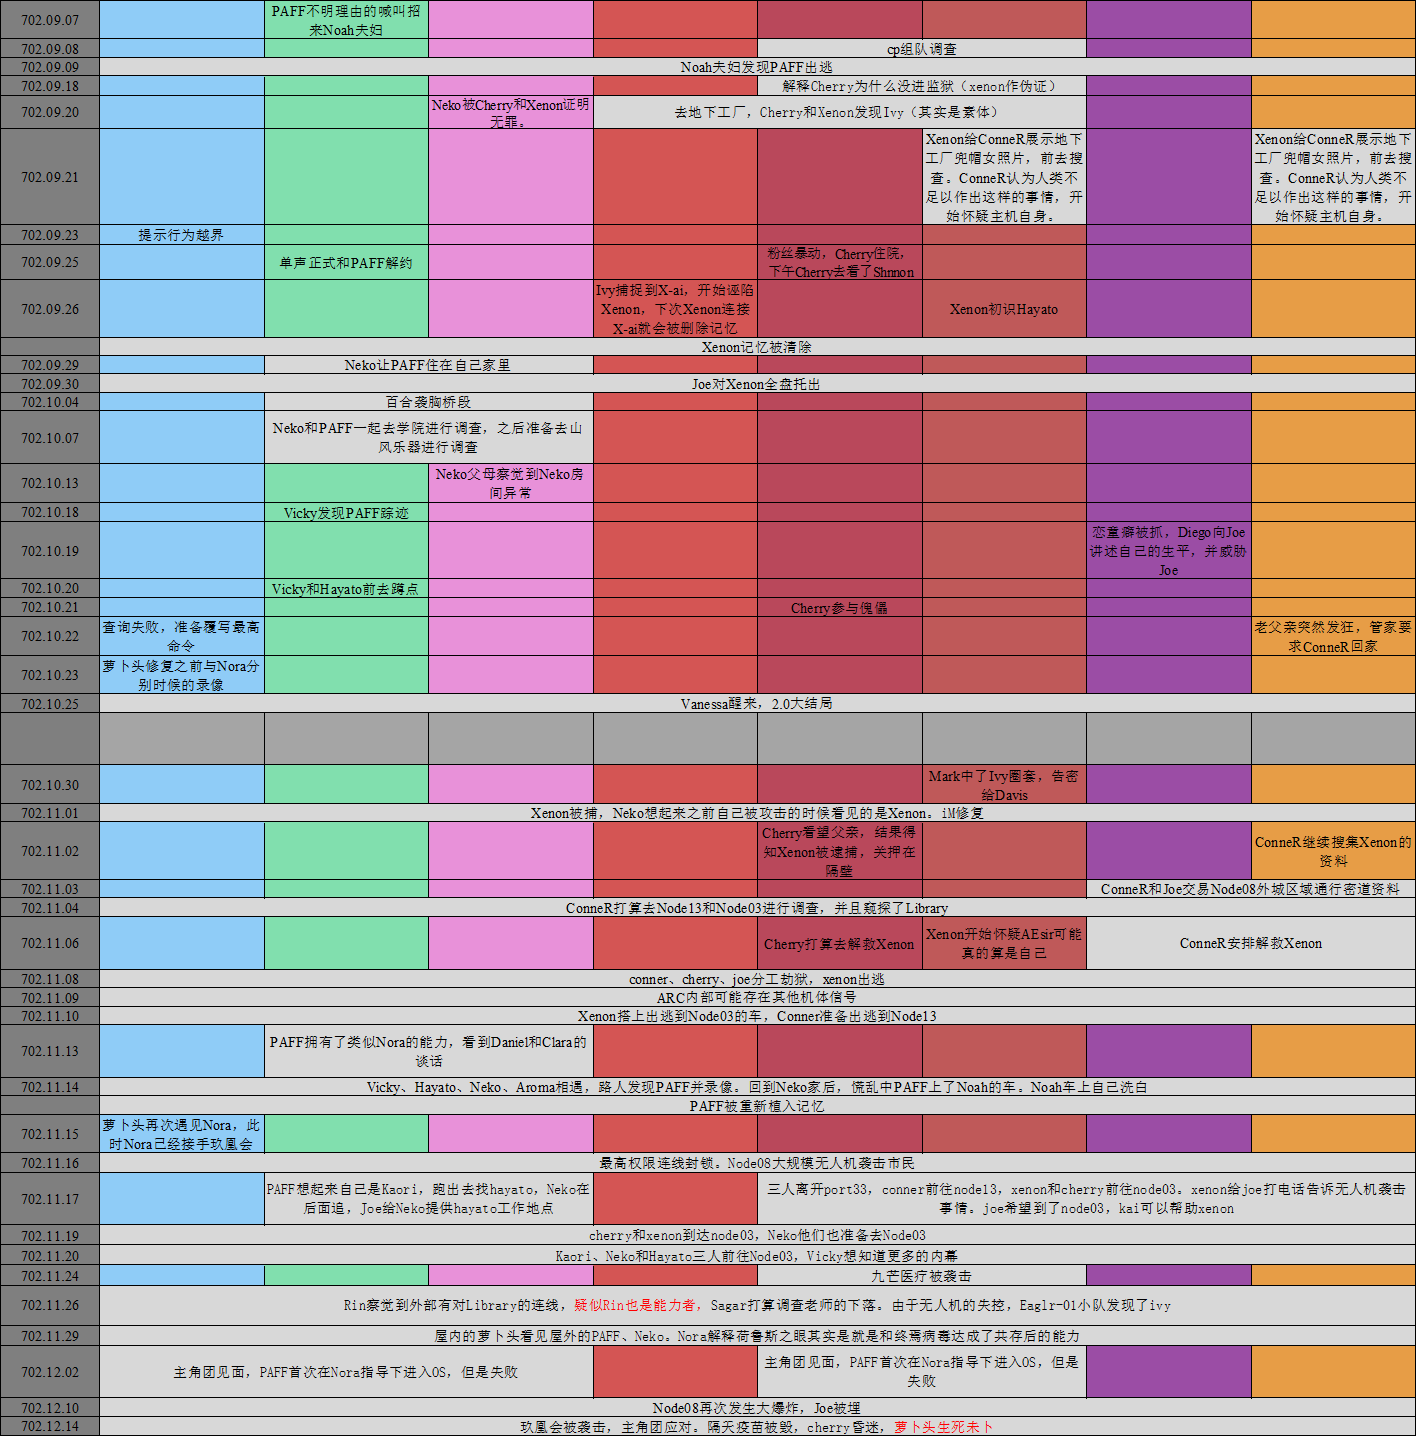 702.09.07
PAFF不明理由的喊叫招
来Noah夫妇
702.09.08
cp组队调查
702.09.09
Noah夫妇发现PAFF出逃
702.09.18
解释Cherry为什么没进监狱（xenon作伪证）
702.09.20
Neko被Cherry和Xenon证明
无罪。
去地下工厂，Cherry和Xenon发现Ivy（其实是素体）
702.09.21
Xenon给ConneR展示地下
工厂兜帽女照片，前去搜
查。ConneR认为人类不
足以作出这样的事情，开
始怀疑主机自身。
Xenon给ConneR展示地下
工厂兜帽女照片，前去搜
查。ConneR认为人类不
足以作出这样的事情，开
始怀疑主机自身。
702.09.23
提示行为越界
702.09.25
单声正式和PAFF解约
粉丝暴动，Cherry住院，
下午Cherry去看了Shnnon
702.09.26
Ivy捕捉到X-ai，开始诬陷
Xenon，下次Xenon连接
X-ai就会被删除记忆
Xenon初识Hayato
Xenon记忆被清除
702.09.29
Neko让PAFF住在自己家里
702.09.30
Joe对Xenon全盘托出
702.10.04
百合袭胸桥段
702.10.07
Neko和PAFF一起去学院进行调查，之后准备去山
风乐器进行调查
702.10.13
Neko父母察觉到Neko房
间异常
702.10.18
Vicky发现PAFF踪迹
702.10.19
恋童癖被抓，Diego向Joe
讲述自己的生平，并威胁
Joe
702.10.20
Vicky和Hayato前去蹲点
702.10.21
Cherry参与傀儡
702.10.22
查询失败，准备覆写最高
命令
老父亲突然发狂，管家要
求ConneR回家
702.10.23
萝卜头修复之前与Nora分
别时候的录像
702.10.25
Vanessa醒来，2.0大结局
702.10.30
Mark中了Ivy圈套，告密
给Davis
702.11.01
Xenon被捕，Neko想起来之前自己被攻击的时候看见的是Xenon。iM修复
702.11.02
Cherry看望父亲，结果得
知Xenon被逮捕，关押在
隔壁
ConneR继续搜集Xenon的
资料
702.11.03
ConneR和Joe交易Node08外城区域通行密道资料
702.11.04
ConneR打算去Node13和Node03进行调查，并且窥探了Library
702.11.06
Cherry打算去解救Xenon
Xenon开始怀疑AEsir可能
真的算是自己
ConneR安排解救Xenon
702.11.08
conner、cherry、joe分工劫狱，xenon出逃
702.11.09
ARC内部可能存在其他机体信号
702.11.10
Xenon搭上出逃到Node03的车，Conner准备出逃到Node13
702.11.13
PAFF拥有了类似Nora的能力，看到Daniel和Clara的
谈话
702.11.14
Vicky、Hayato、Neko、Aroma相遇，路人发现PAFF并录像。回到Neko家后，慌乱中PAFF上了Noah的车。Noah车上自己洗白
PAFF被重新植入记忆
702.11.15
萝卜头再次遇见Nora，此
时Nora已经接手玖凰会
702.11.16
最高权限连线封锁。Node08大规模无人机袭击市民
702.11.17
PAFF想起来自己是Kaori，跑出去找hayato，Neko在
后面追，Joe给Neko提供hayato工作地点
三人离开port33，conner前往node13，xenon和cherry前往node03。xenon给joe打电话告诉无人机袭击
事情。joe希望到了node03，kai可以帮助xenon
702.11.19
cherry和xenon到达node03，Neko他们也准备去Node03
702.11.20
Kaori、Neko和Hayato三人前往Node03，Vicky想知道更多的内幕
702.11.24
九芒医疗被袭击
702.11.26
Rin察觉到外部有对Library的连线，疑似Rin也是能力者，Sagar打算调查老师的下落。由于无人机的失控，Eaglr-01小队发现了ivy
702.11.29
屋内的萝卜头看见屋外的PAFF、Neko。Nora解释荷鲁斯之眼其实是就是和终焉病毒达成了共存后的能力
702.12.02
主角团见面，PAFF首次在Nora指导下进入OS，但是失败
主角团见面，PAFF首次在Nora指导下进入OS，但是
失败
702.12.10
Node08再次发生大爆炸，Joe被埋
702.12.14
玖凰会被袭击，主角团应对。隔天疫苗被毁，cherry昏迷，萝卜头生死未卜